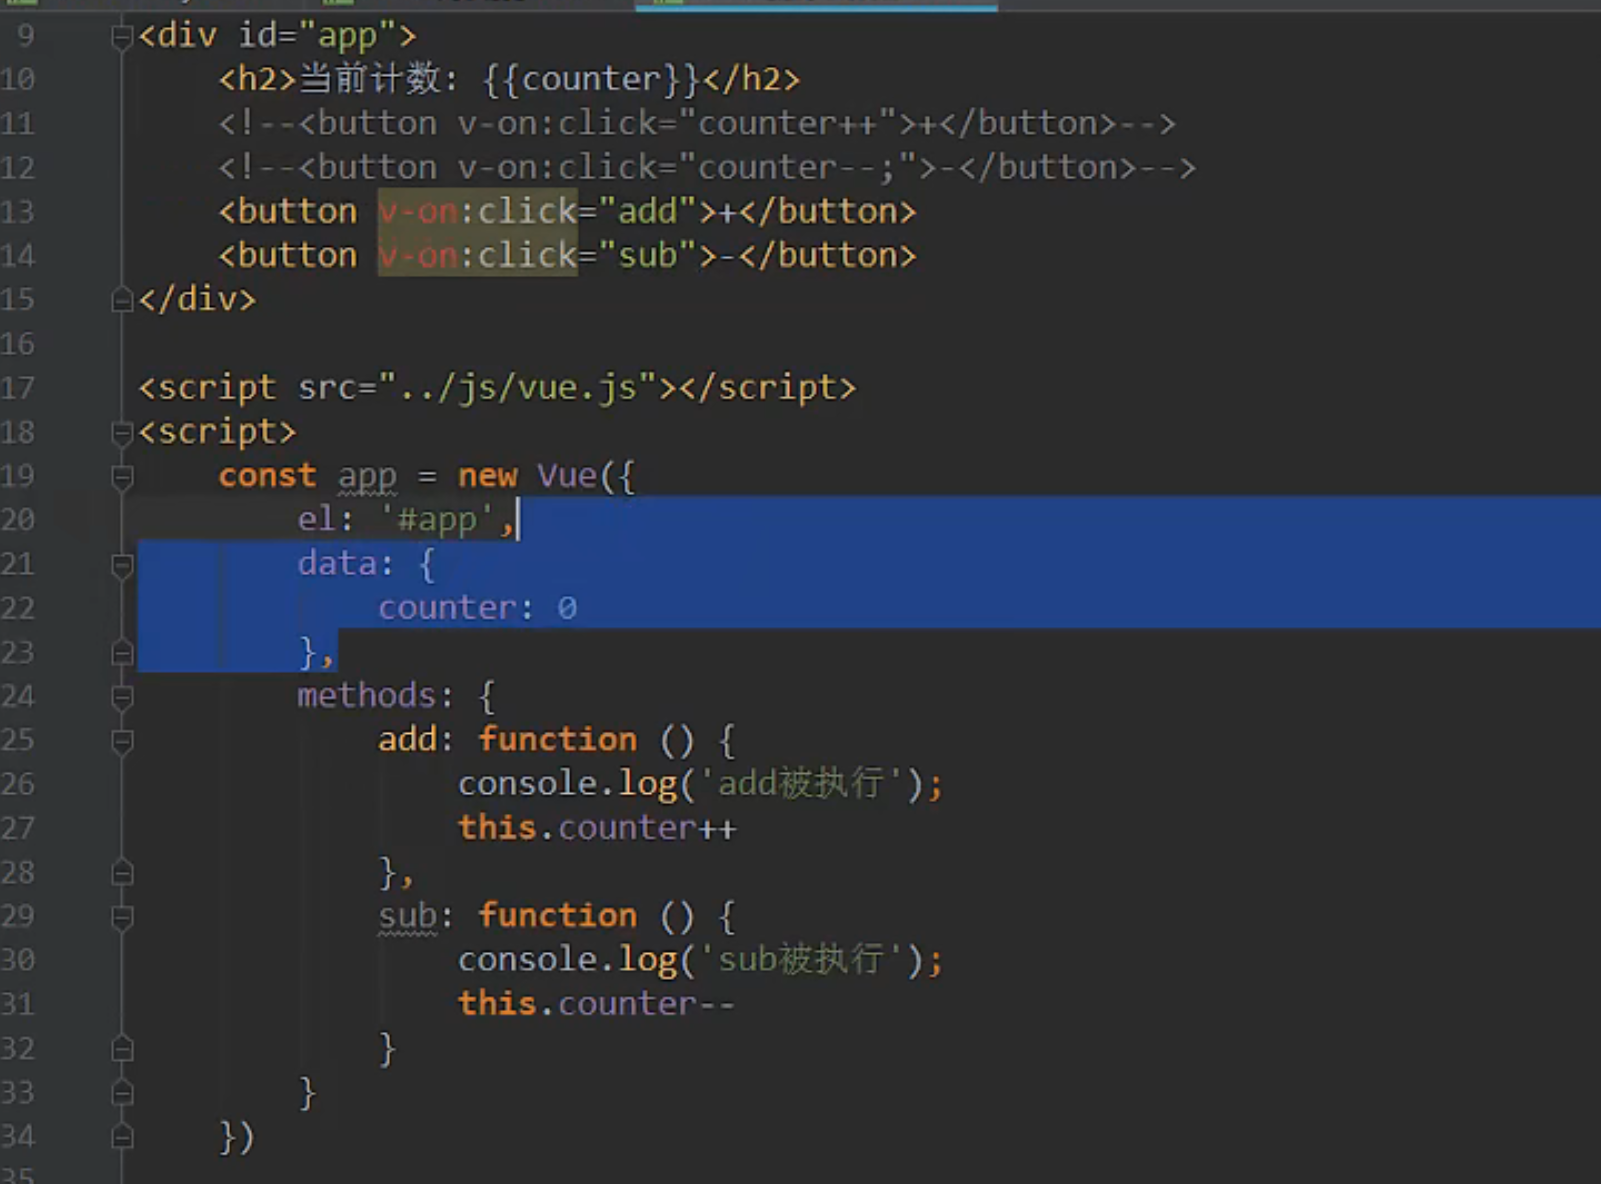 9 <div id="app">
10 <h2>当前计数: {{counter}}</h2>
11 <!--<button v-on:click="counter++">+</button>-->
12 <!--<button v-on:click="counter--;">-</button>-->
13 <button v-on:click="add">+</button>
14 <button v-on:click="sub">-</button>
15 </div>
16
17 <script src="../js/vue.js"></script>
18 <script>
19 const app = new Vue({
20 el: '#app',
21 data: {
22 counter: 0
23 },
24 methods: {
25 add: function () {
26 console.log('add被执行');
27 this.counter++
28 },
29 sub: function () {
30 console.log('sub被执行');
31 this.counter--
32 }
33 }
34 })
35